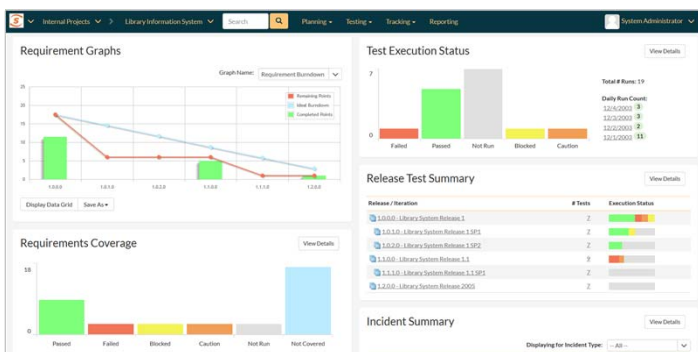 Internal Projects > Library Information System Search Planning Testing Tracking Reporting System Administrator
Requirement Graphs
Graph Name: Requirement Burndown
Remaining Points
Ideal Burndown
Completed Points
25
20
15
10
5
0
1.0.0.0 1.0.1.0 1.0.2.0 1.1.0.0 1.1.1.0 1.2.0.0
Display Data Grid Save As
Requirements Coverage View Details
18
0
Passed Failed Blocked Caution Not Run Not Covered
Test Execution Status View Details
7
0
Failed Passed Not Run Blocked Caution
Total # Runs: 19
Daily Run Count:
12/4/2003 3
12/3/2003 3
12/2/2003 2
12/1/2003 11
Release Test Summary View Details
Release / Iteration # Tests Execution Status
1.0.0.0 - Library System Release 1 7
1.0.1.0 - Library System Release 1 SP1 7
1.0.2.0 - Library System Release 1 SP2 7
1.1.0.0 - Library System Release 1.1 9
1.1.1.0 - Library System Release 1.1 SP1 7
1.2.0.0 - Library System Release 2005 7
Incident Summary View Details
Displaying for Incident Type: -- All --